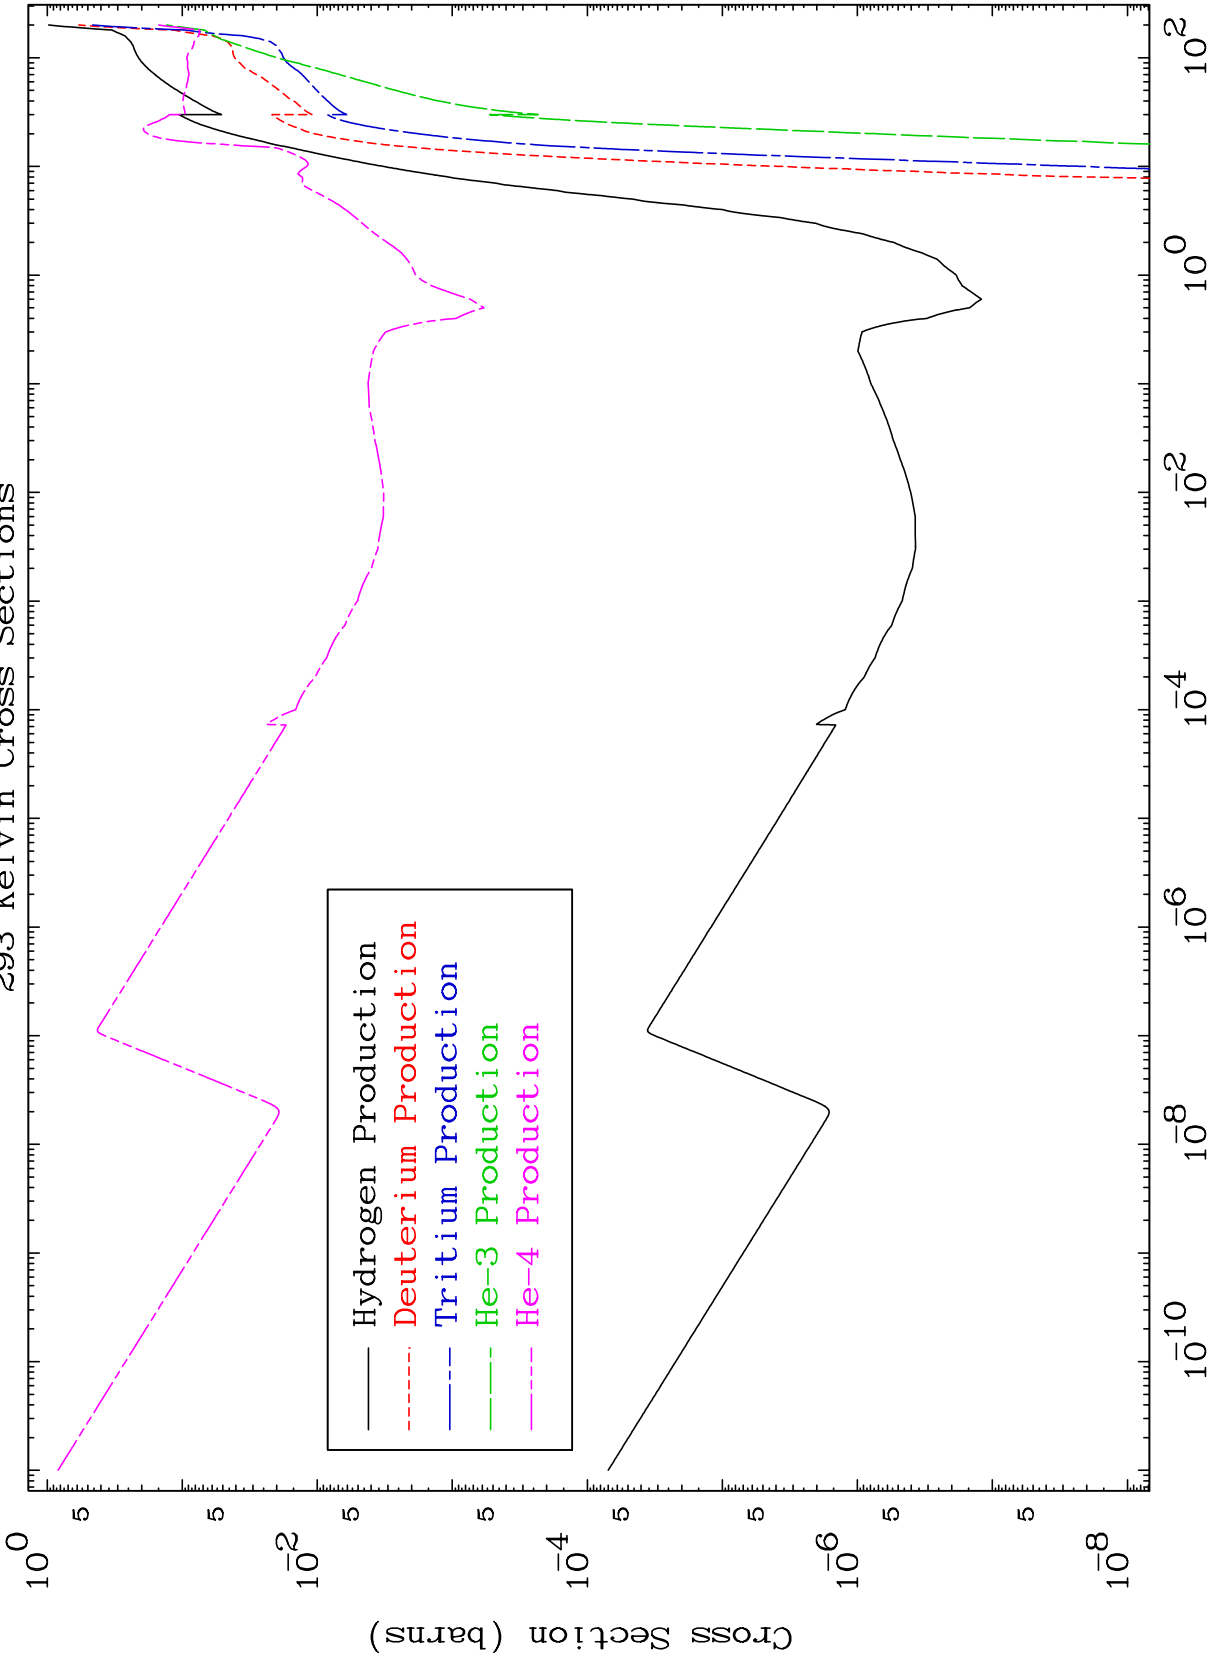 293 Kelvin Cross Sections
10^0
5
5
10^-2
5
5
10^-4
5
5
10^-6
5
5
10^-8
Cross Section (barns)
Hydrogen Production
Deuterium Production
Tritium Production
He-3 Production
He-4 Production
10^-10 10^-8 10^-6 10^-4 10^-2 10^0 10^2